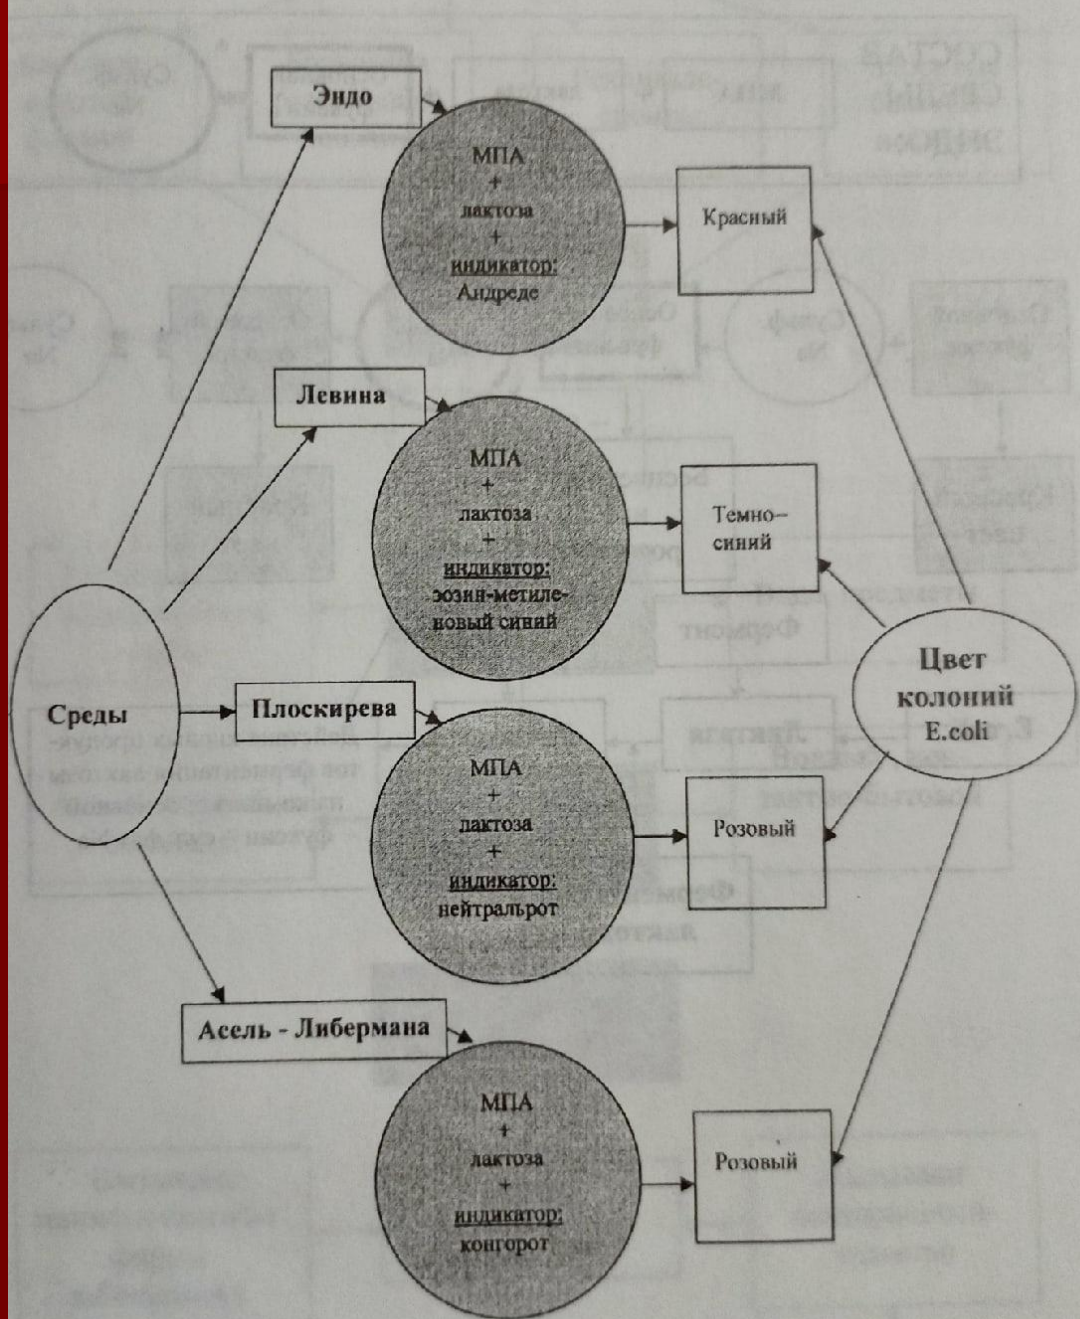 Эндо
МПА
+
лактоза
+
индикатор:
Андреде
Красный
Левина
МПА
+
лактоза
+
индикатор:
эозин-метиле-
новый синий
Темно–
синий
Среды
Плоскирева
МПА
+
лактоза
+
индикатор:
нейтральрот
Розовый
Цвет
колоний
E.coli
Асель - Либермана
МПА
+
лактоза
+
индикатор:
конгорот
Розовый